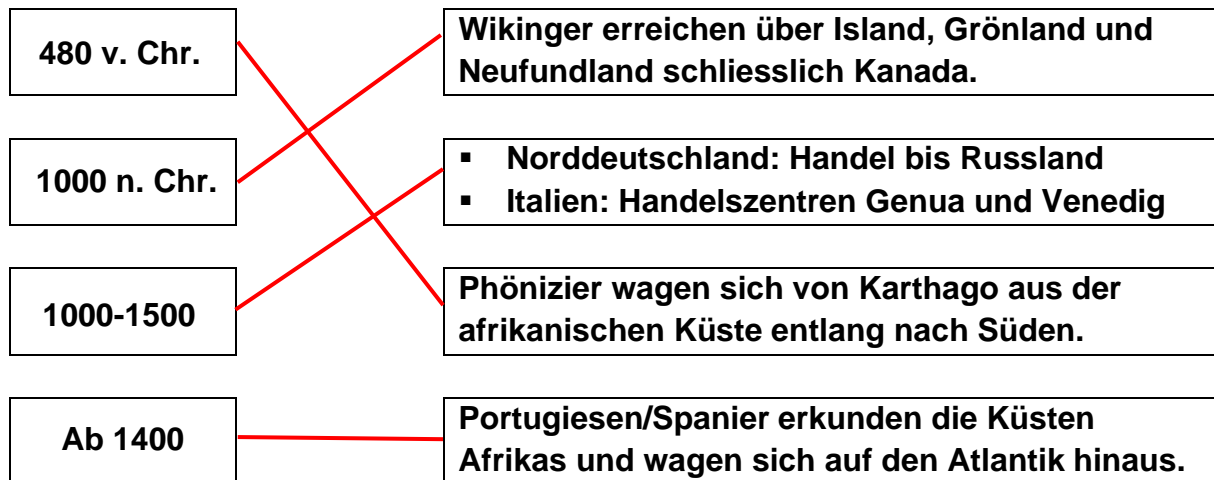 480 v. Chr.
Wikinger erreichen über Island, Grönland und
Neufundland schliesslich Kanada.
1000 n. Chr.
▪ Norddeutschland: Handel bis Russland
▪ Italien: Handelszentren Genua und Venedig
1000-1500
Phönizier wagen sich von Karthago aus der
afrikanischen Küste entlang nach Süden.
Ab 1400
Portugiesen/Spanier erkunden die Küsten
Afrikas und wagen sich auf den Atlantik hinaus.